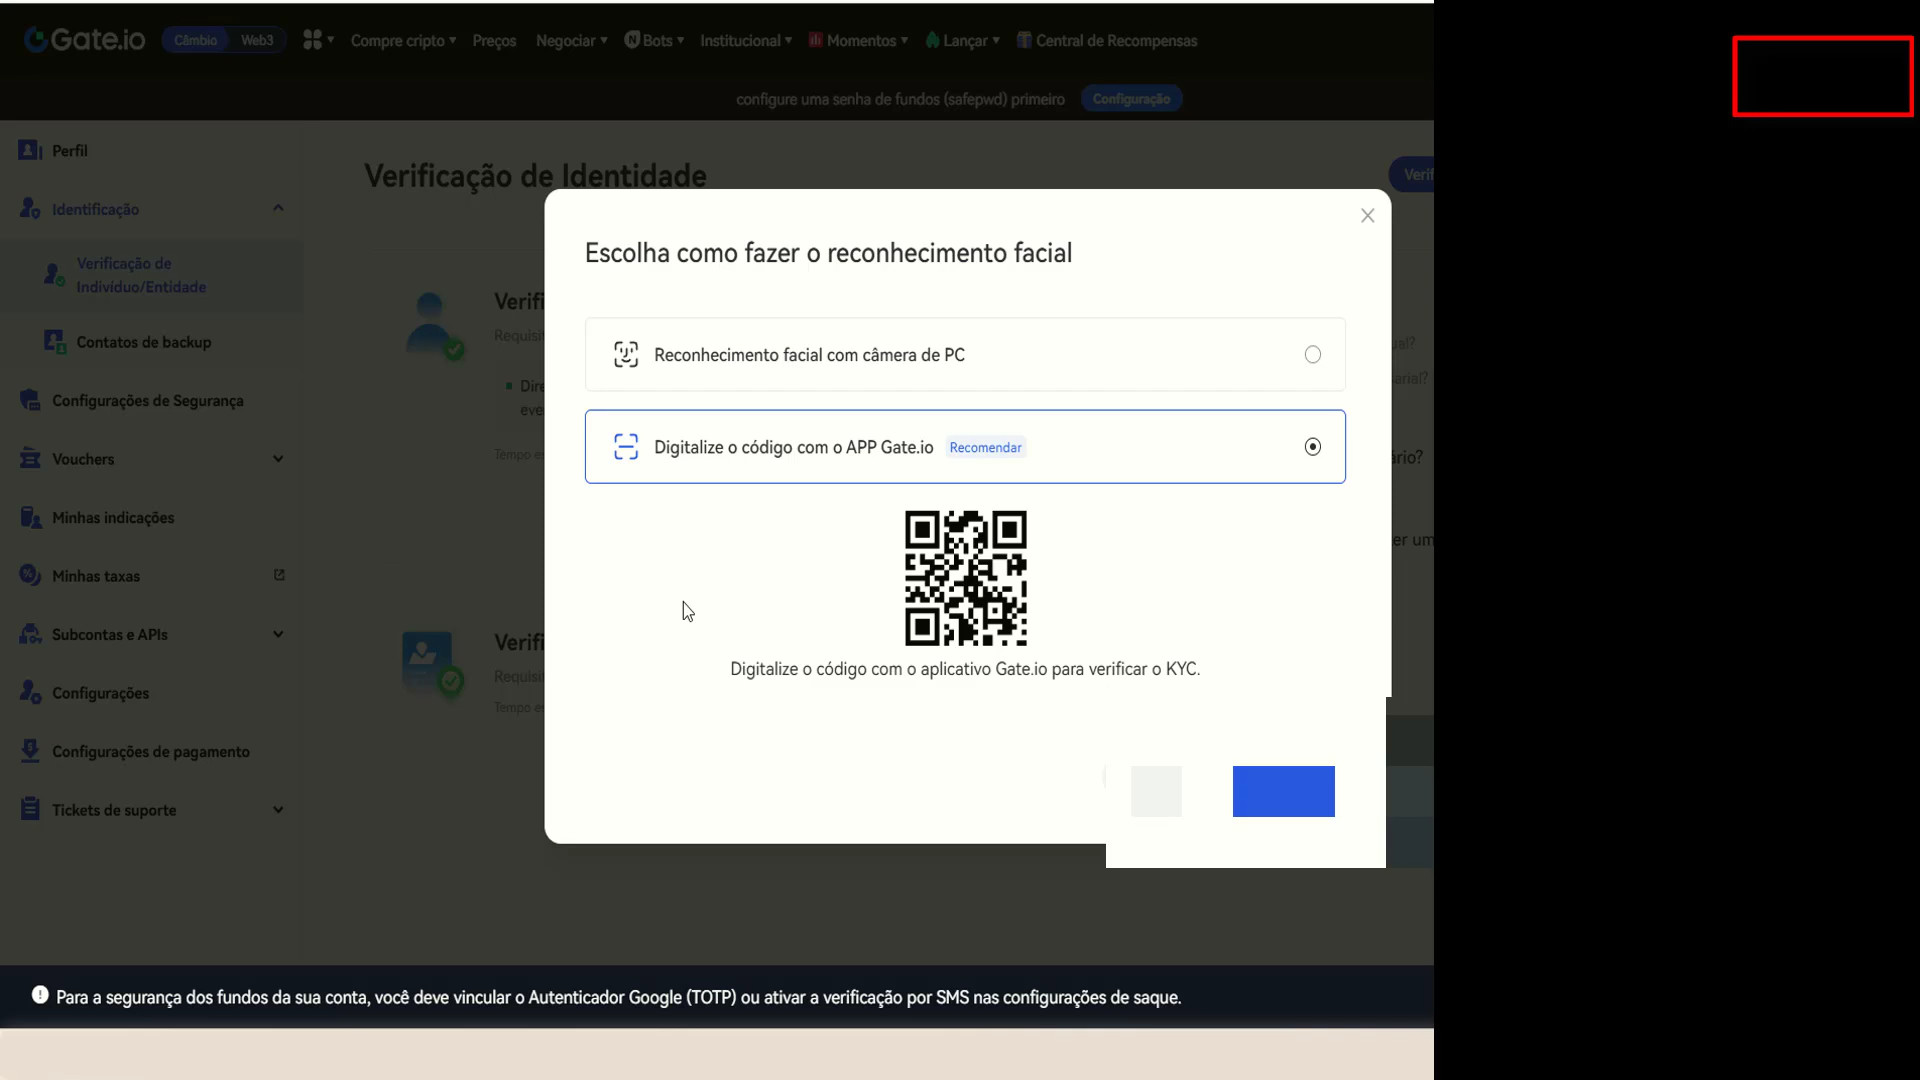 Gate.io
Câmbio Web3 Compre cripto Preços Negociar Bots Institucional Momentos Lançar Central de Recompensas
configure uma senha de fundos (safepwd) primeiro Configuração
Perfil
Identificação
Verificação de
Indivíduo/Entidade
Contatos de backup
Configurações de Segurança
Vouchers
Minhas indicações
Minhas taxas
Subcontas e APIs
Configurações
Configurações de pagamento
Tickets de suporte
Verificação de Identidade
Escolha como fazer o reconhecimento facial
Reconhecimento facial com câmera de PC
Digitalize o código com o APP Gate.io Recomendar
Digitalize o código com o aplicativo Gate.io para verificar o KYC.
Para a segurança dos fundos da sua conta, você deve vincular o Autenticador Google (TOTP) ou ativar a verificação por SMS nas configurações de saque.